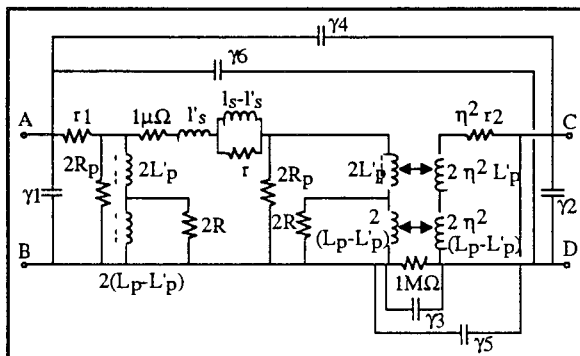 γ4
γ6
A
r1
1μΩ
l's
ls-l's
r
η² r2
C
2Rp
2L'p
2R
2Rp
2R
2L'p
2 η² L'p
γ1
γ2
2
(Lp-L'p)
2 η²
(Lp-L'p)
B
D
2(Lp-L'p)
1MΩ
γ3
γ5